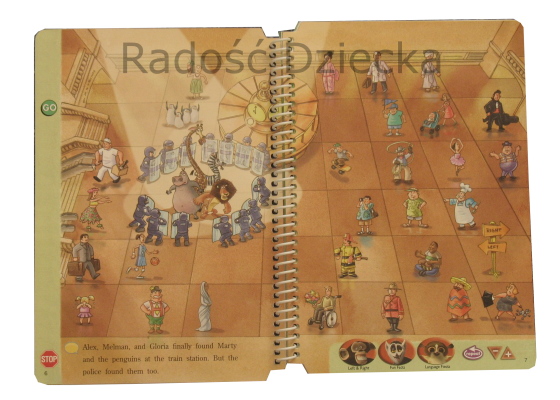 Radość Dziecka
GO
RIGHT
LEFT
STOP
Alex, Melman, and Gloria finally found Marty
and the penguins at the train station. But the
police found them too.
6
Left & Right
Fun Facts
Language Focus
Repeat
7